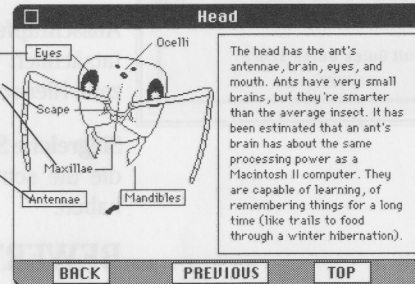 Head
Ocelli
Eyes
Scape
Maxillae
Antennae
Mandibles
The head has the ant's
antennae, brain, eyes, and
mouth. Ants have very small
brains, but they're smarter
than the average insect. It has
been estimated that an ant's
brain has about the same
processing power as a
Macintosh II computer. They
are capable of learning, of
remembering things for a long
time (like trails to food
through a winter hibernation).
BACK
PREVIOUS
TOP